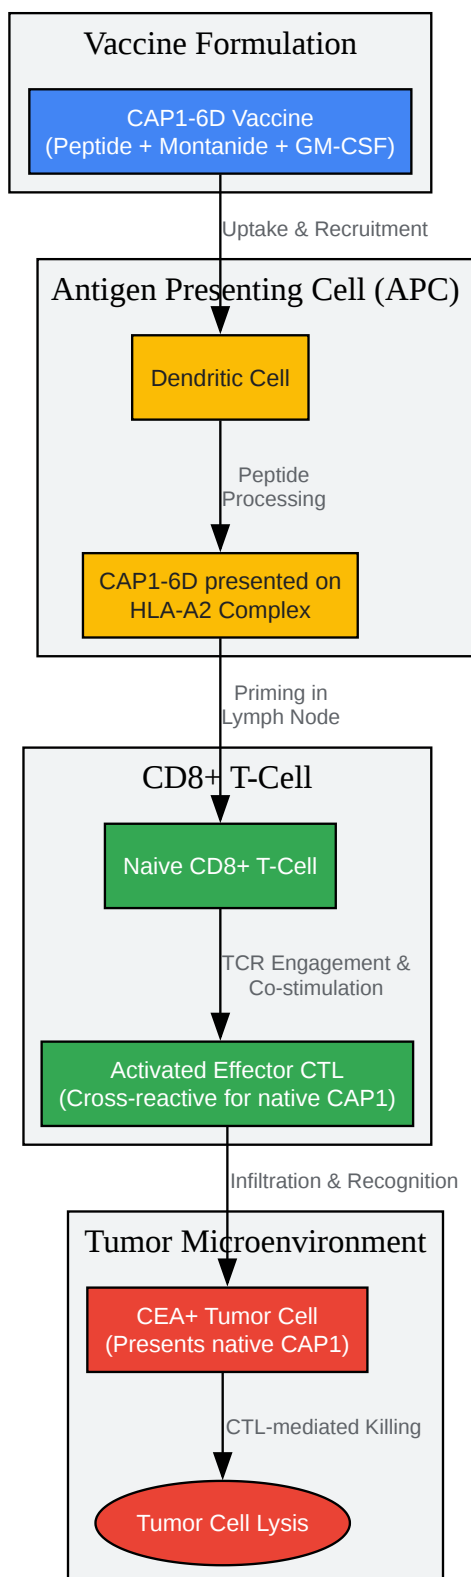 Vaccine Formulation
CAP1-6D Vaccine
(Peptide + Montanide + GM-CSF)
Uptake & Recruitment
Antigen Presenting Cell (APC)
Dendritic Cell
Peptide
Processing
CAP1-6D presented on
HLA-A2 Complex
Priming in
Lymph Node
CD8+ T-Cell
Naive CD8+ T-Cell
TCR Engagement &
Co-stimulation
Activated Effector CTL
(Cross-reactive for native CAP1)
Infiltration & Recognition
Tumor Microenvironment
CEA+ Tumor Cell
(Presents native CAP1)
CTL-mediated Killing
Tumor Cell Lysis